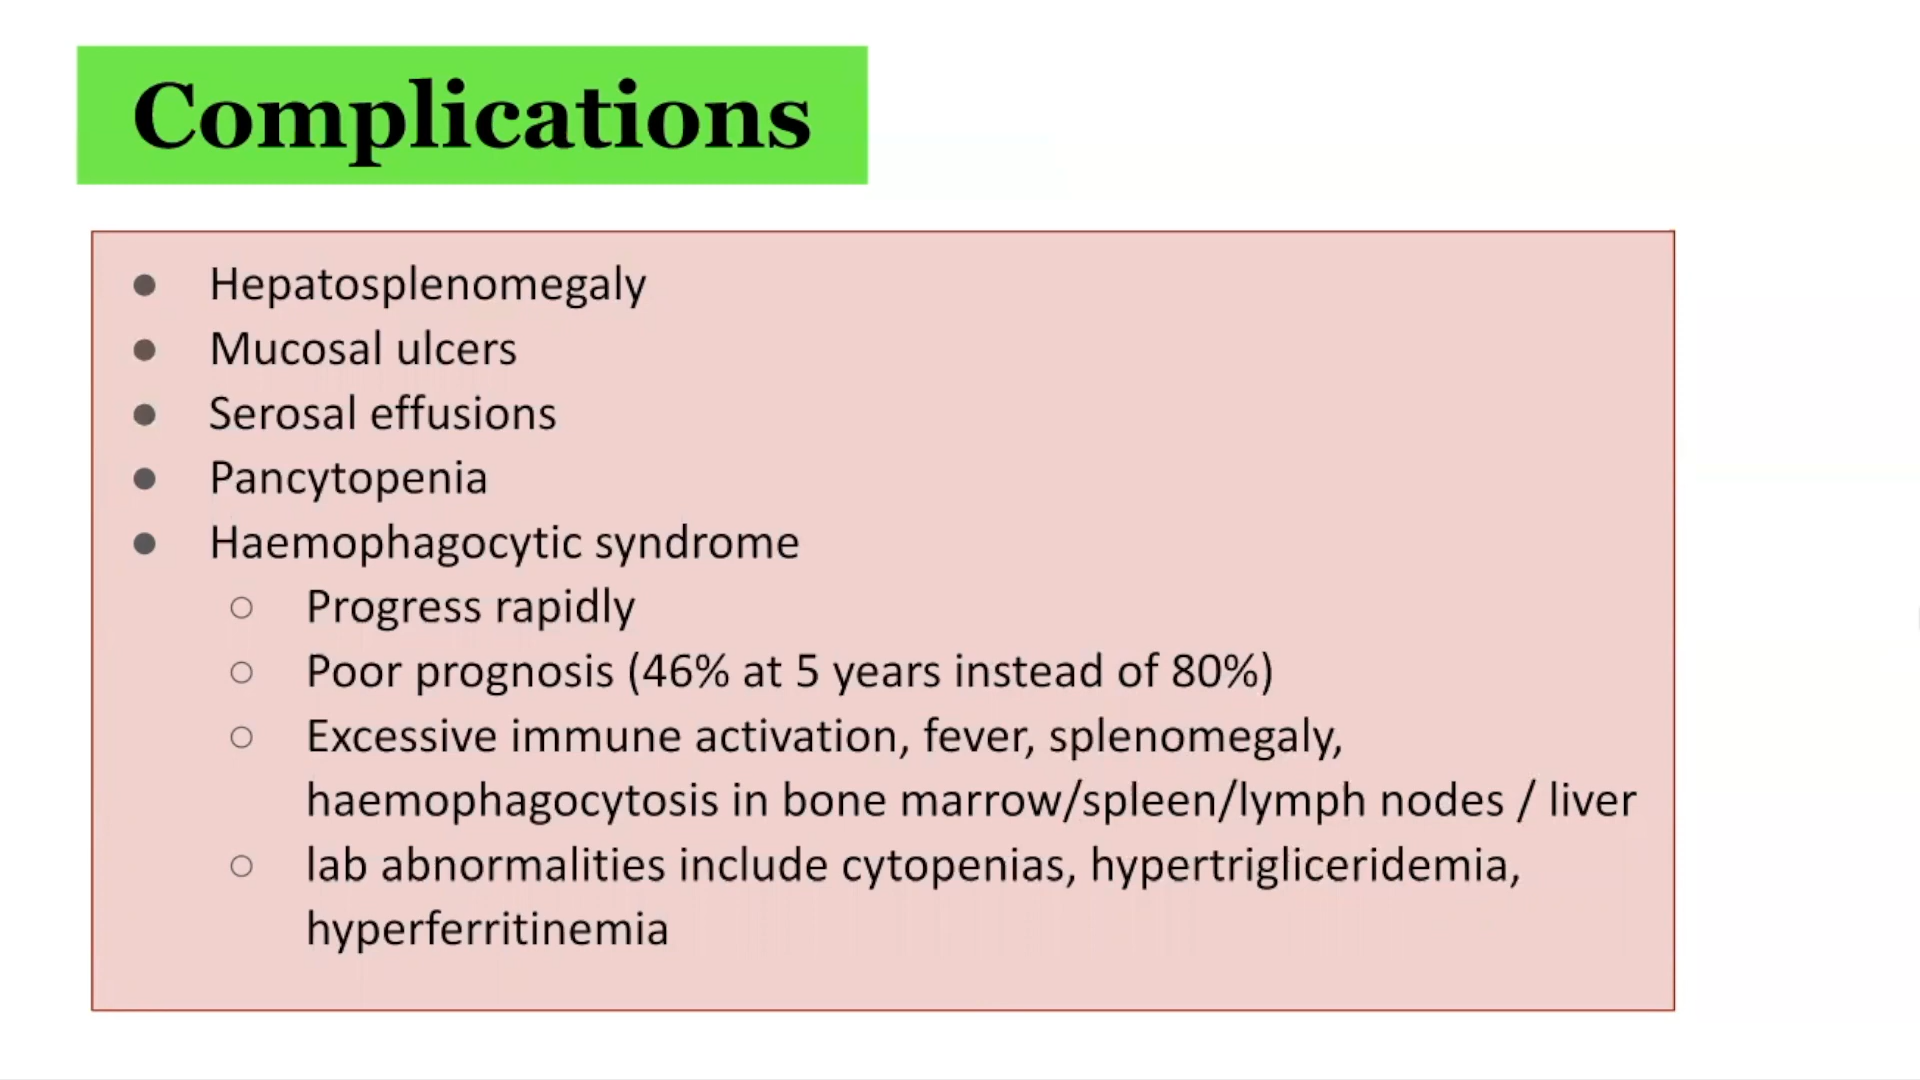 Complications
● Hepatosplenomegaly
● Mucosal ulcers
● Serosal effusions
● Pancytopenia
● Haemophagocytic syndrome
○ Progress rapidly
○ Poor prognosis (46% at 5 years instead of 80%)
○ Excessive immune activation, fever, splenomegaly,
haemophagocytosis in bone marrow/spleen/lymph nodes / liver
○ lab abnormalities include cytopenias, hypertrigliceridemia,
hyperferritinemia